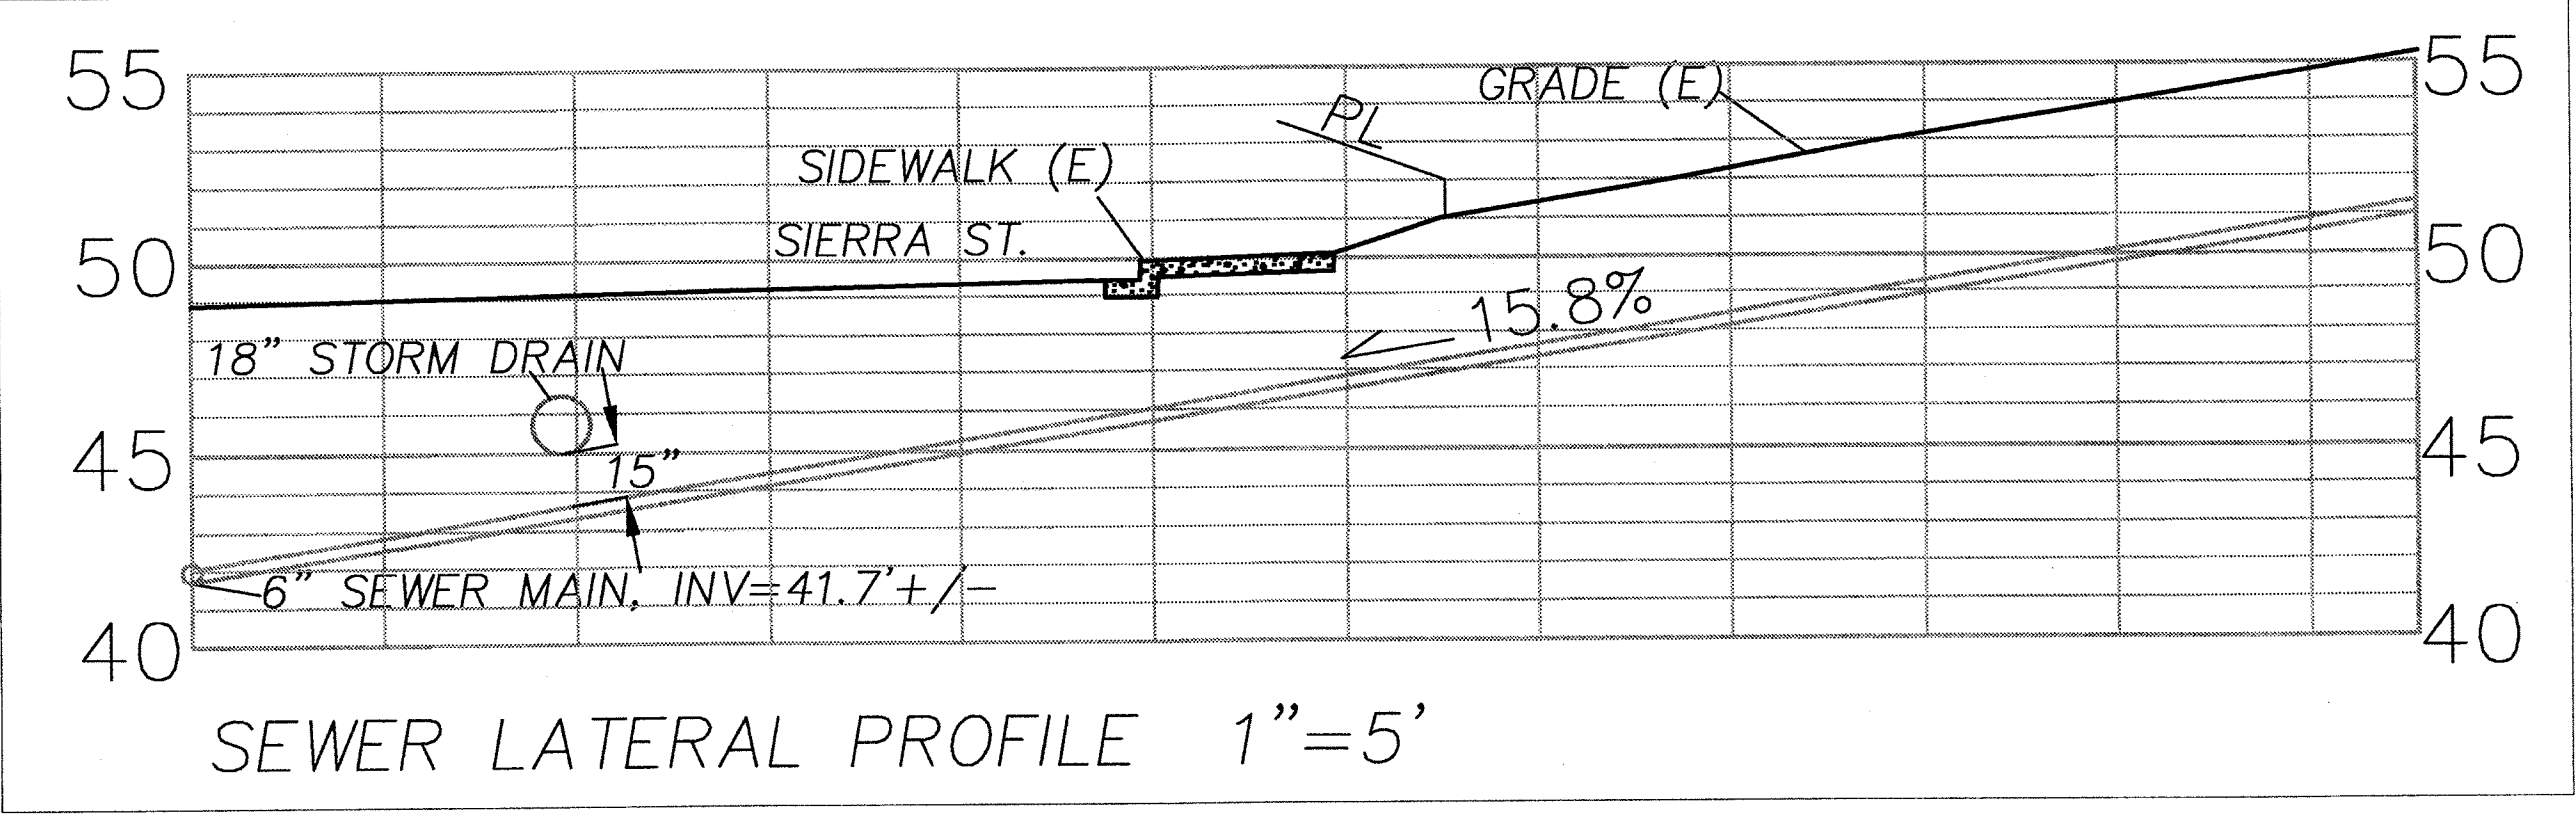 55
55
GRADE (E)
PL
SIDEWALK (E)
SIERRA ST.
50
50
15.8%
18” STORM DRAIN
15”
45
45
6” SEWER MAIN, INV=41.7’+/-
40
40
SEWER LATERAL PROFILE 1”=5’